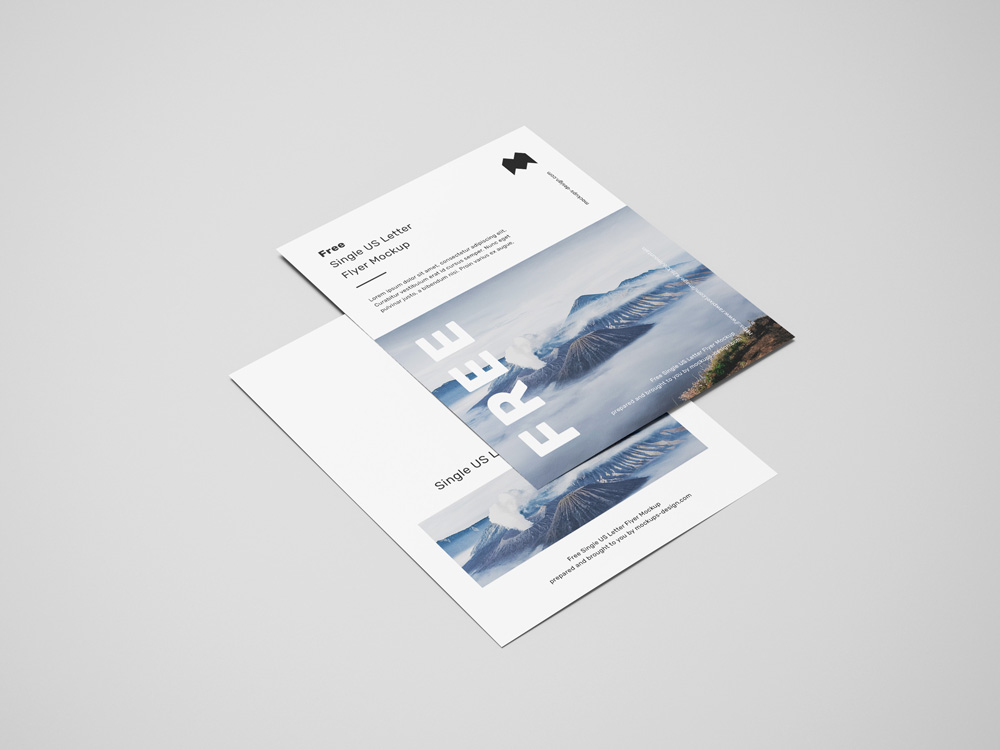 mockups-design.com
Free
Single US Letter
Flyer Mockup
Lorem ipsum dolor sit amet, consectetur adipiscing elit.
Curabitur vestibulum erat id cursus semper. Nunc eget
pulvinar justo, a bibendum nisi. Proin varius ex augue.
FREE
Free Single US Letter Flyer Mockup
prepared and brought to you by mockups-design.com
Single US L
Free Single US Letter Flyer Mockup
prepared and brought to you by mockups-design.com